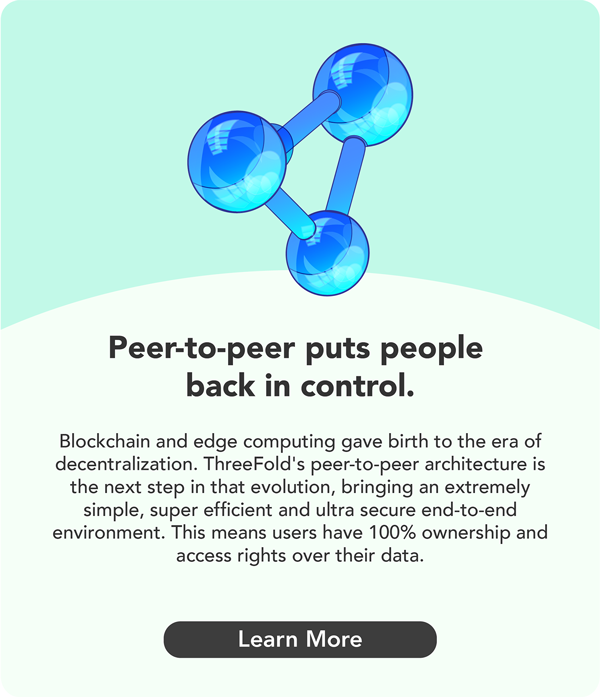 Peer-to-peer puts people
back in control.
Blockchain and edge computing gave birth to the era of
decentralization. ThreeFold's peer-to-peer architecture is
the next step in that evolution, bringing an extremely
simple, super efficient and ultra secure end-to-end
environment. This means users have 100% ownership and
access rights over their data.
Learn More